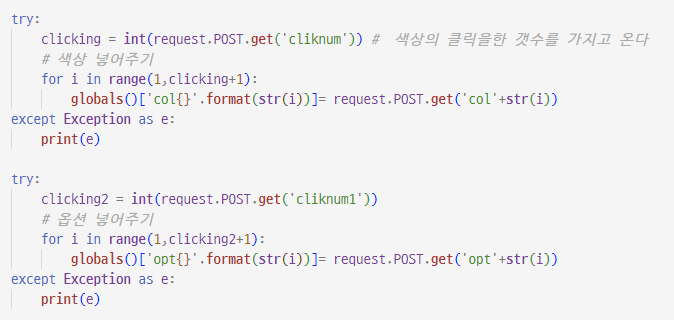 try:
    clicking = int(request.POST.get('cliknum')) #  색상의 클릭을한 갯수를 가지고 온다
    # 색상 넣어주기
    for i in range(1,clicking+1):
        globals()['col{}'.format(str(i))]= request.POST.get('col'+str(i))
except Exception as e:
    print(e)

try:
    clicking2 = int(request.POST.get('cliknum1'))
    # 옵션 넣어주기
    for i in range(1,clicking2+1):
        globals()['opt{}'.format(str(i))]= request.POST.get('opt'+str(i))
except Exception as e:
    print(e)